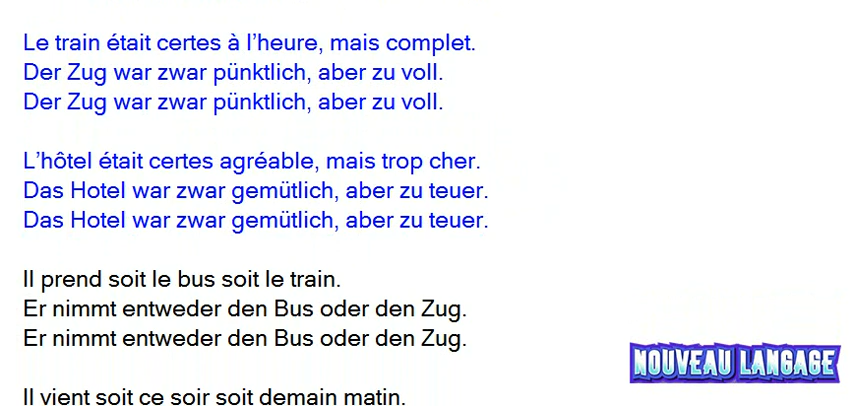 Le train était certes à l’heure, mais complet.
Der Zug war zwar pünktlich, aber zu voll.
Der Zug war zwar pünktlich, aber zu voll.
L’hôtel était certes agréable, mais trop cher.
Das Hotel war zwar gemütlich, aber zu teuer.
Das Hotel war zwar gemütlich, aber zu teuer.
Il prend soit le bus soit le train.
Er nimmt entweder den Bus oder den Zug.
Er nimmt entweder den Bus oder den Zug.
NOUVEAU LANGAGE
Il vient soit ce soir soit demain matin.